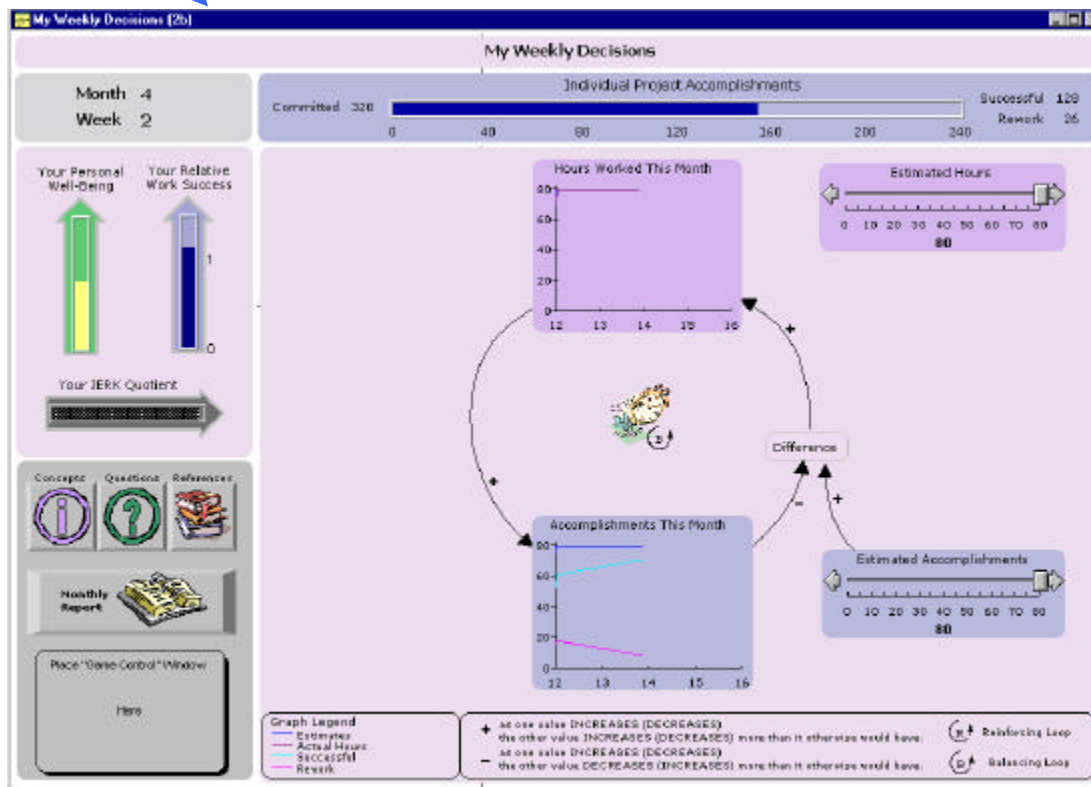 My Weekly Decisions (2b)
My Weekly Decisions
Month 4
Week 2
Individual Project Accomplishments
Committed 320
Successful 128
Rework 26
0 40 80 120 160 200 240
Your Personal
Well-Being
Your Relative
Work Success
1
0
Your JERK Quotient
Hours Worked This Month
80
60
40
20
0
12 13 14 15 16
Estimated Hours
0 10 20 30 40 50 60 70 80
80
+
+
B
Difference
-
+
Concepts Questions References
Monthly
Report
Place "Game Control" Window
Here
Accomplishments This Month
80
60
40
20
0
12 13 14 15 16
Estimated Accomplishments
0 10 20 30 40 50 60 70 80
80
Graph Legend
Estimates
Actual Hours
Successful
Rework
+ as one value INCREASES (DECREASES)
the other value INCREASES (DECREASES) more than it otherwise would have.
- as one value INCREASES (DECREASES)
the other value DECREASES (INCREASES) more than it otherwise would have.
R Reinforcing Loop
B Balancing Loop